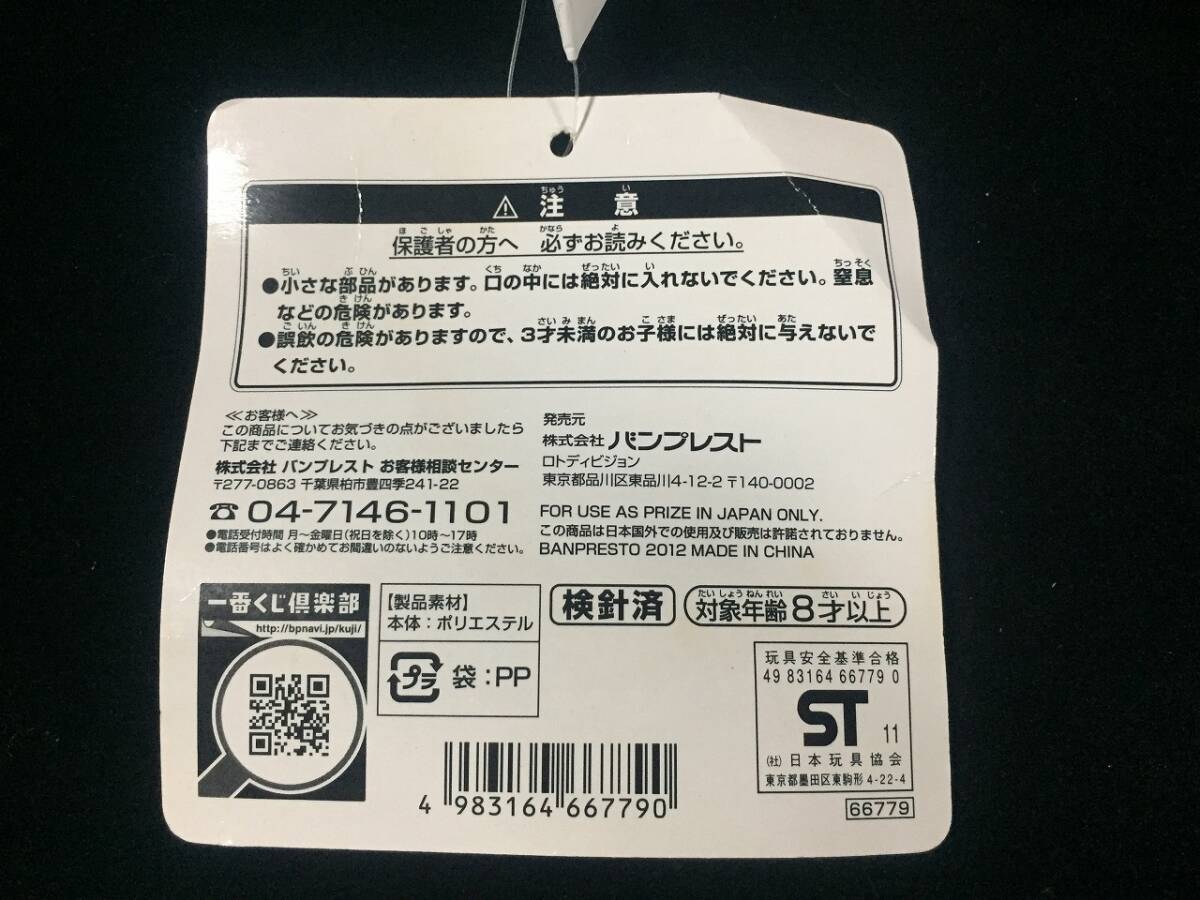 ⚠ 注意
保護者の方へ 必ずお読みください。
●小さな部品があります。口の中には絶対に入れないでください。窒息
などの危険があります。
●誤飲の危険がありますので、3才未満のお子様には絶対に与えないで
ください。
≪お客様へ≫
この商品についてお気づきの点がございましたら
下記までご連絡ください。
株式会社 バンプレスト お客様相談センター
〒277-0863 千葉県柏市豊四季241-22
☎ 04-7146-1101
●電話受付時間 月～金曜日(祝日を除く)10時～17時
●電話番号はよく確かめてお間違いのないようご注意ください。
発売元
株式会社 バンプレスト
ロトディビジョン
東京都品川区東品川4-12-2 〒140-0002
FOR USE AS PRIZE IN JAPAN ONLY.
この商品は日本国外での使用及び販売は許諾されておりません。
BANPRESTO 2012 MADE IN CHINA
一番くじ倶楽部
http://bpnavi.jp/kuji/
【製品素材】
本体：ポリエステル
プラ 袋：PP
検針済
対象年齢8才以上
玩具安全基準合格
49 83164 66779 0
ST 11
(社)日本玩具協会
東京都墨田区東駒形 4-22-4
66779
4 983164 667790